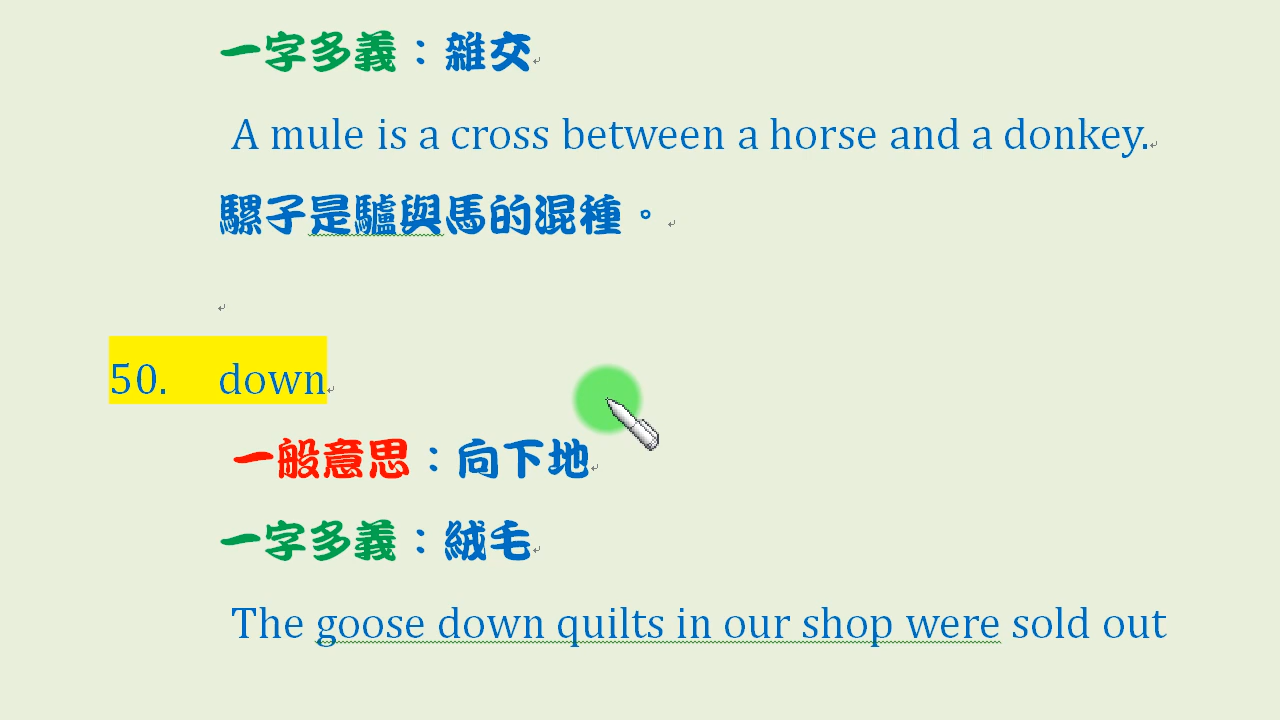 一字多義：雜交
A mule is a cross between a horse and a donkey.
騾子是驢與馬的混種。
50. down
一般意思：向下地
一字多義：絨毛
The goose down quilts in our shop were sold out